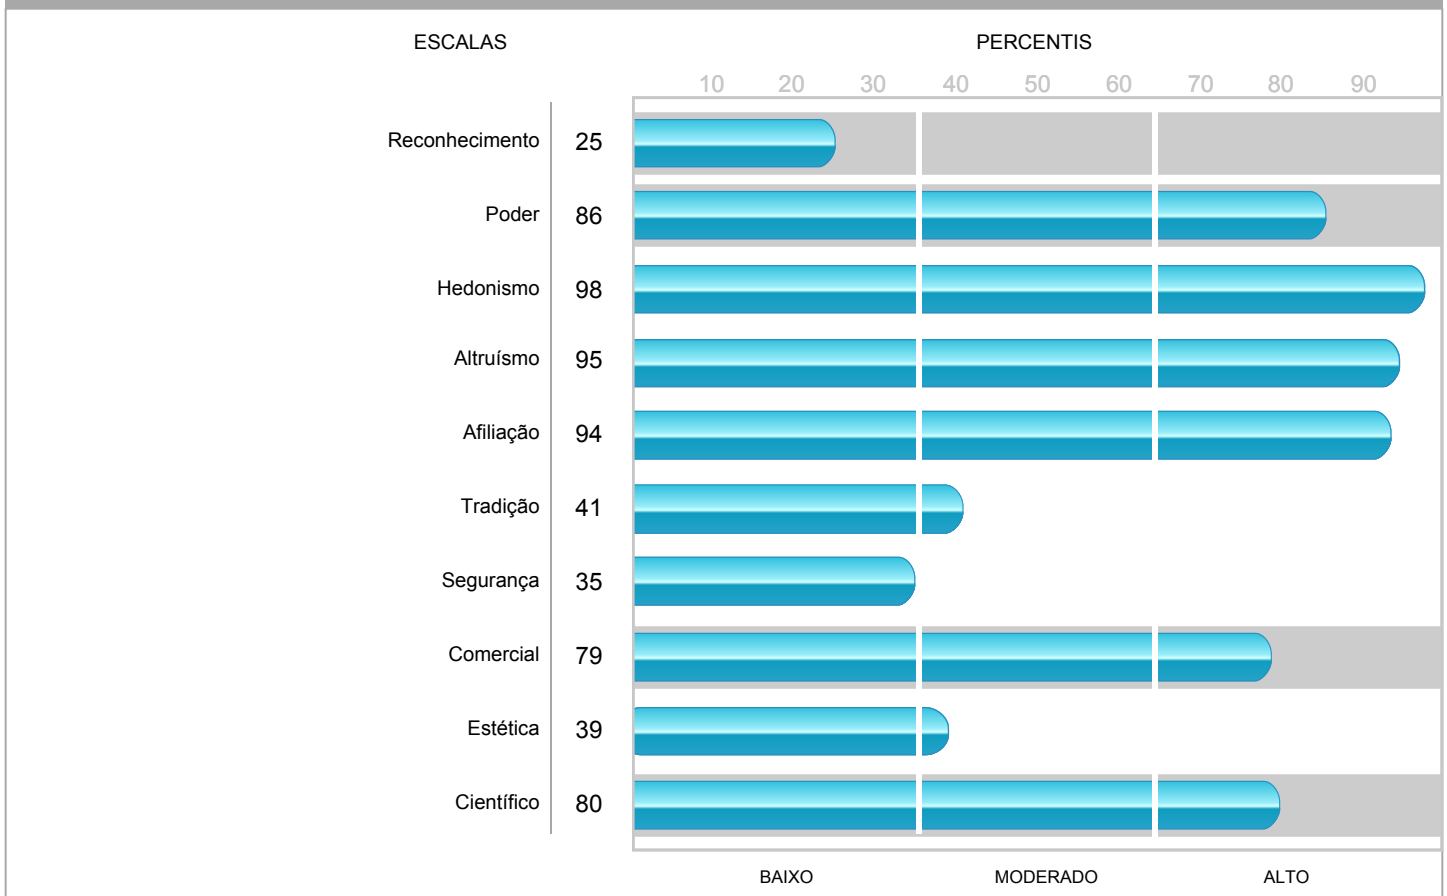 ESCALAS PERCENTIS
10 20 30 40 50 60 70 80 90
Reconhecimento 25
Poder 86
Hedonismo 98
Altruísmo 95
Afiliação 94
Tradição 41
Segurança 35
Comercial 79
Estética 39
Científico 80
BAIXO MODERADO ALTO